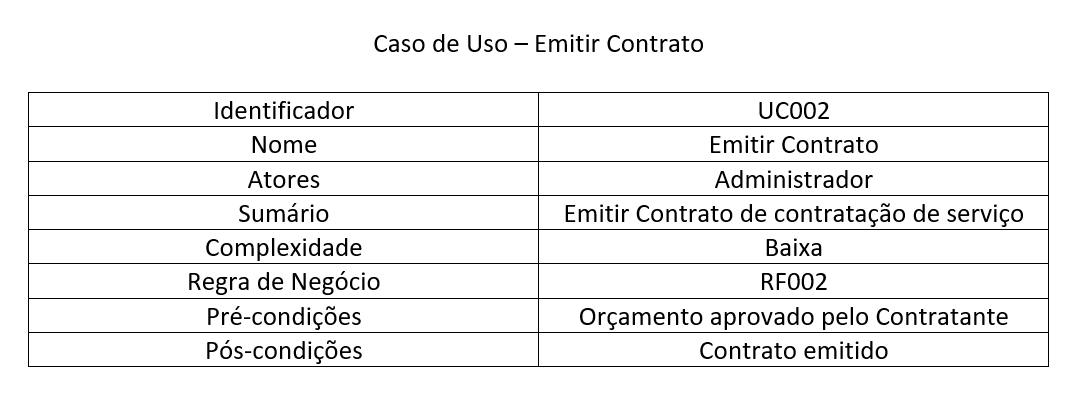 Caso de Uso – Emitir Contrato
Identificador UC002
Nome Emitir Contrato
Atores Administrador
Sumário Emitir Contrato de contratação de serviço
Complexidade Baixa
Regra de Negócio RF002
Pré-condições Orçamento aprovado pelo Contratante
Pós-condições Contrato emitido